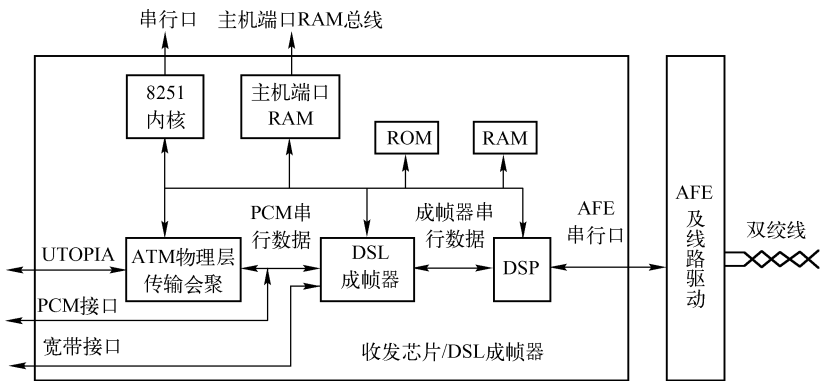 串行口
主机端口RAM总线
8251
内核
主机端口
RAM
ROM
RAM
PCM串
行数据
成帧器串
行数据
AFE
串行口
UTOPIA
ATM物理层
传输会聚
DSL
成帧器
DSP
PCM接口
宽带接口
收发芯片/DSL成帧器
AFE
及
线
路
驱
动
双绞线